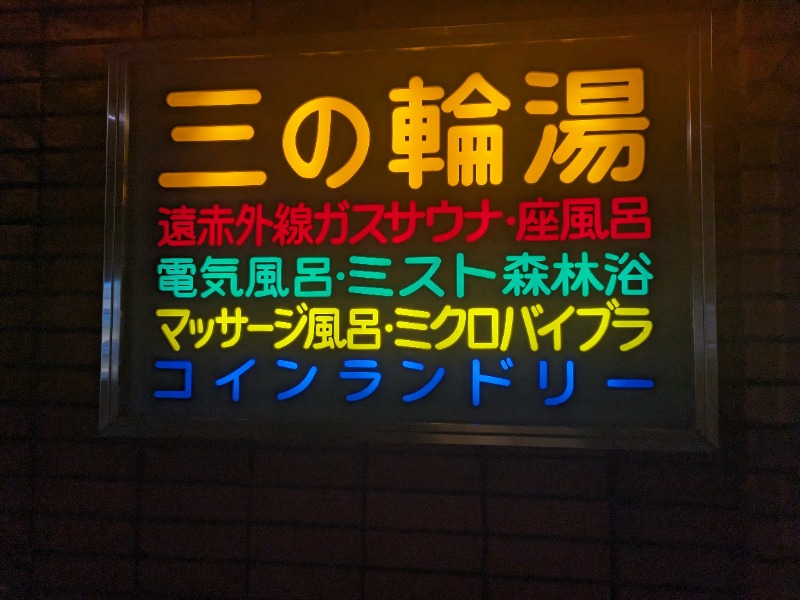 三の輪湯
遠赤外線ガスサウナ・座風呂
電気風呂・ミスト森林浴
マッサージ風呂・ミクロバイブラ
コインランドリー